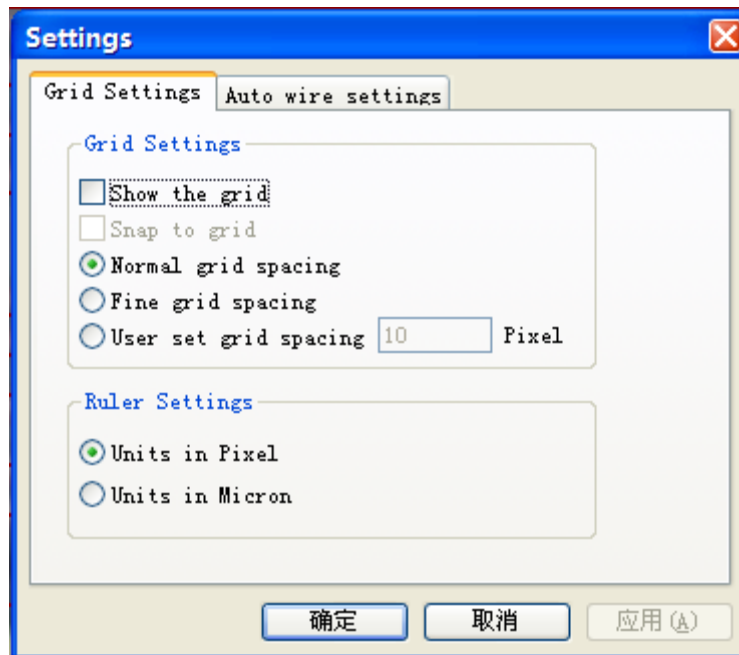 Settings
Grid Settings Auto wire settings
Grid Settings
Show the grid
Snap to grid
Normal grid spacing
Fine grid spacing
User set grid spacing 10 Pixel
Ruler Settings
Units in Pixel
Units in Micron
确定 取消 应用(A)